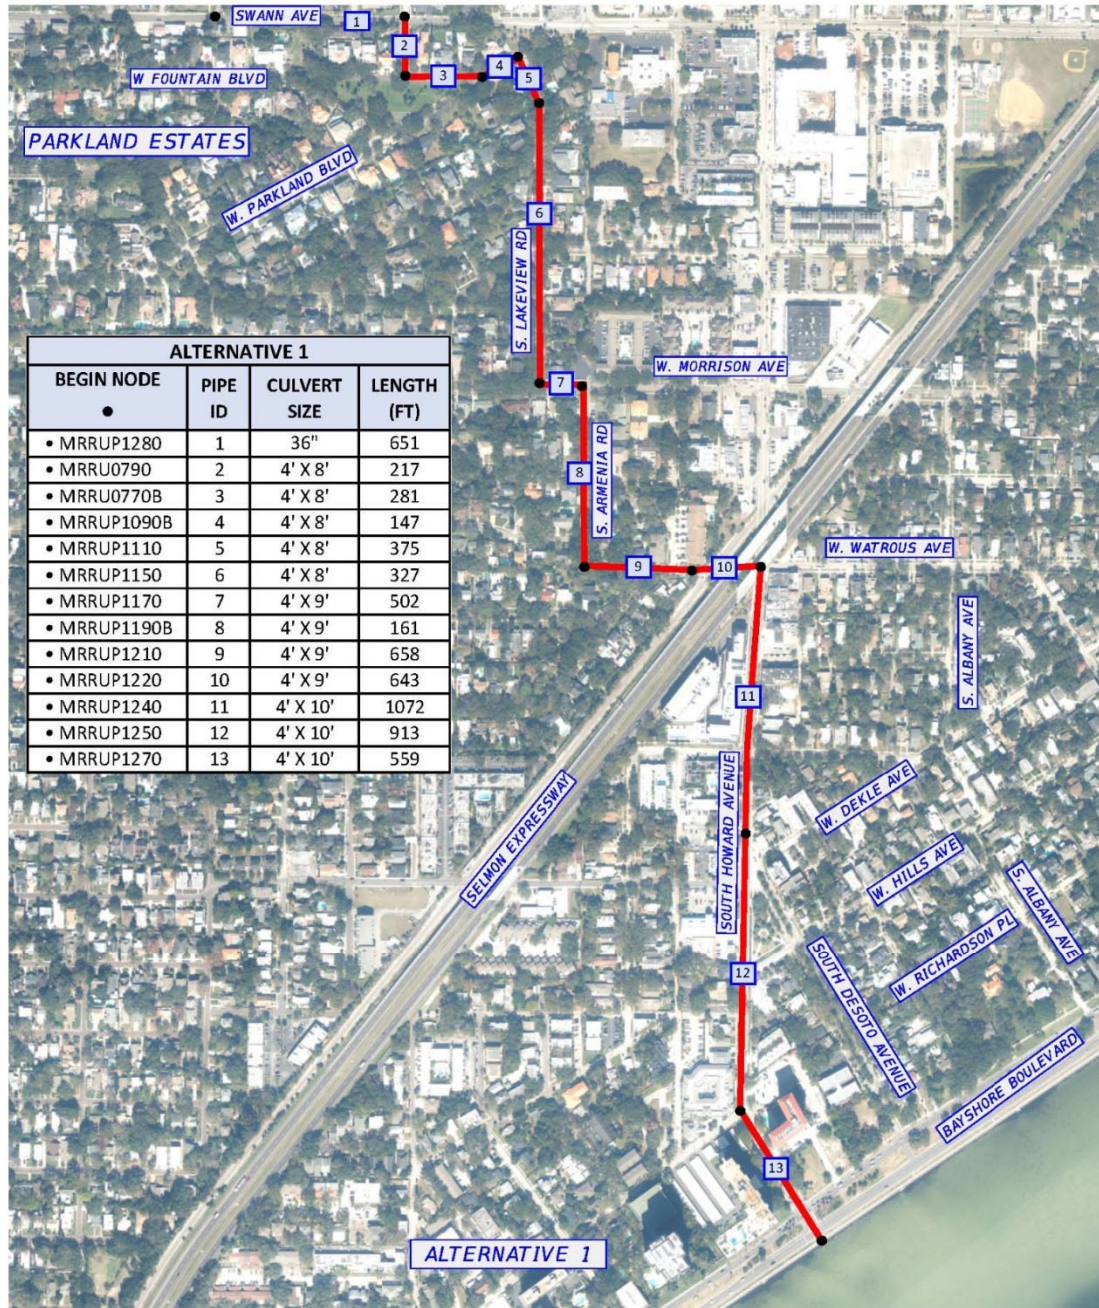 SWANN AVE
1
2
3
4
5
W FOUNTAIN BLVD
PARKLAND ESTATES
W. PARKLAND BLVD
6
S. LAKEVIEW RD
7
W. MORRISON AVE
ALTERNATIVE 1
BEGIN NODE PIPE ID CULVERT SIZE LENGTH (FT)
• MRRUP1280 1 36" 651
• MRRU0790 2 4' X 8' 217
• MRRU0770B 3 4' X 8' 281
• MRRUP1090B 4 4' X 8' 147
• MRRUP1110 5 4' X 8' 375
• MRRUP1150 6 4' X 8' 327
• MRRUP1170 7 4' X 9' 502
• MRRUP1190B 8 4' X 9' 161
• MRRUP1210 9 4' X 9' 658
• MRRUP1220 10 4' X 9' 643
• MRRUP1240 11 4' X 10' 1072
• MRRUP1250 12 4' X 10' 913
• MRRUP1270 13 4' X 10' 559
8
S. ARMENIA RD
9
10
W. WATROUS AVE
S. ALBANY AVE
11
SELMON EXPRESSWAY
SOUTH HOWARD AVENUE
W. DEKLE AVE
W. HILLS AVE
S. ALBANY AVE
W. RICHARDSON PL
12
SOUTH DESOTO AVENUE
BAYSHORE BOULEVARD
13
ALTERNATIVE 1